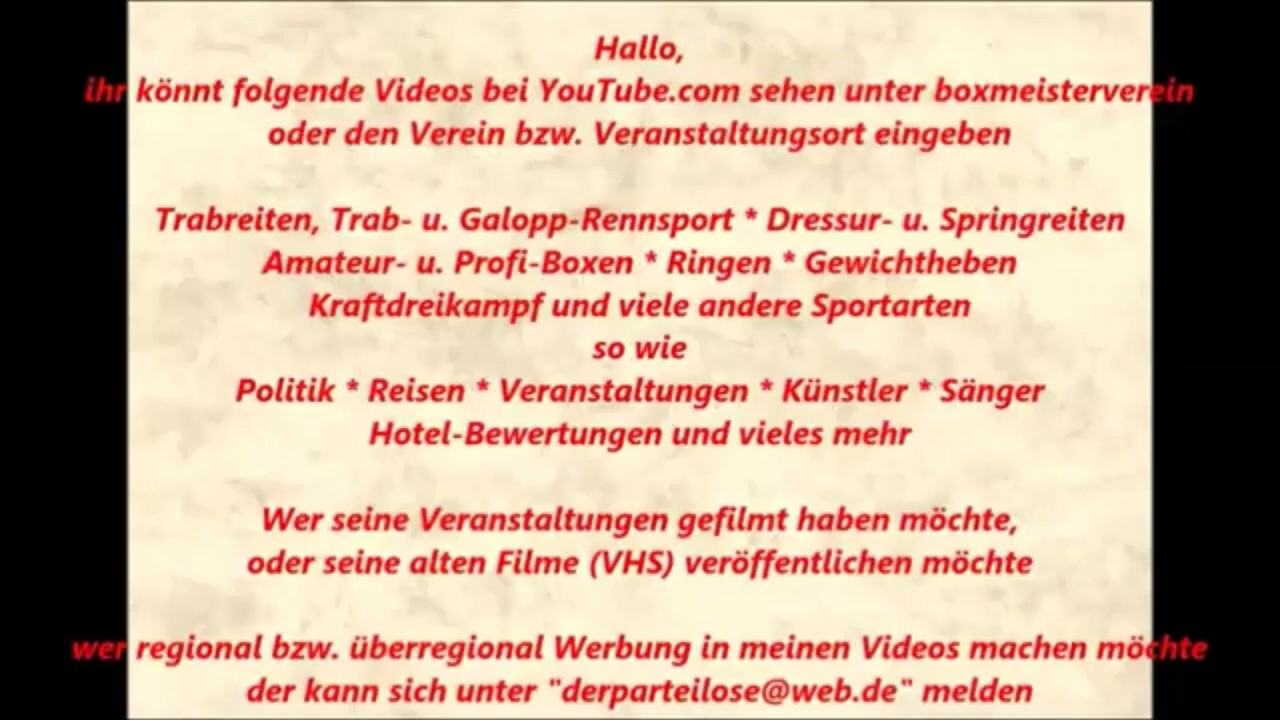 Hallo,
ihr könnt folgende Videos bei YouTube.com sehen unter boxmeisterverein
oder den Verein bzw. Veranstaltungsort eingeben
Trabreiten, Trab- u. Galopp-Rennsport * Dressur- u. Springreiten
Amateur- u. Profi-Boxen * Ringen * Gewichtheben
Kraftdreikampf und viele andere Sportarten
so wie
Politik * Reisen * Veranstaltungen * Künstler * Sänger
Hotel-Bewertungen und vieles mehr
Wer seine Veranstaltungen gefilmt haben möchte,
oder seine alten Filme (VHS) veröffentlichen möchte
wer regional bzw. überregional Werbung in meinen Videos machen möchte
der kann sich unter "derparteilose@web.de" melden